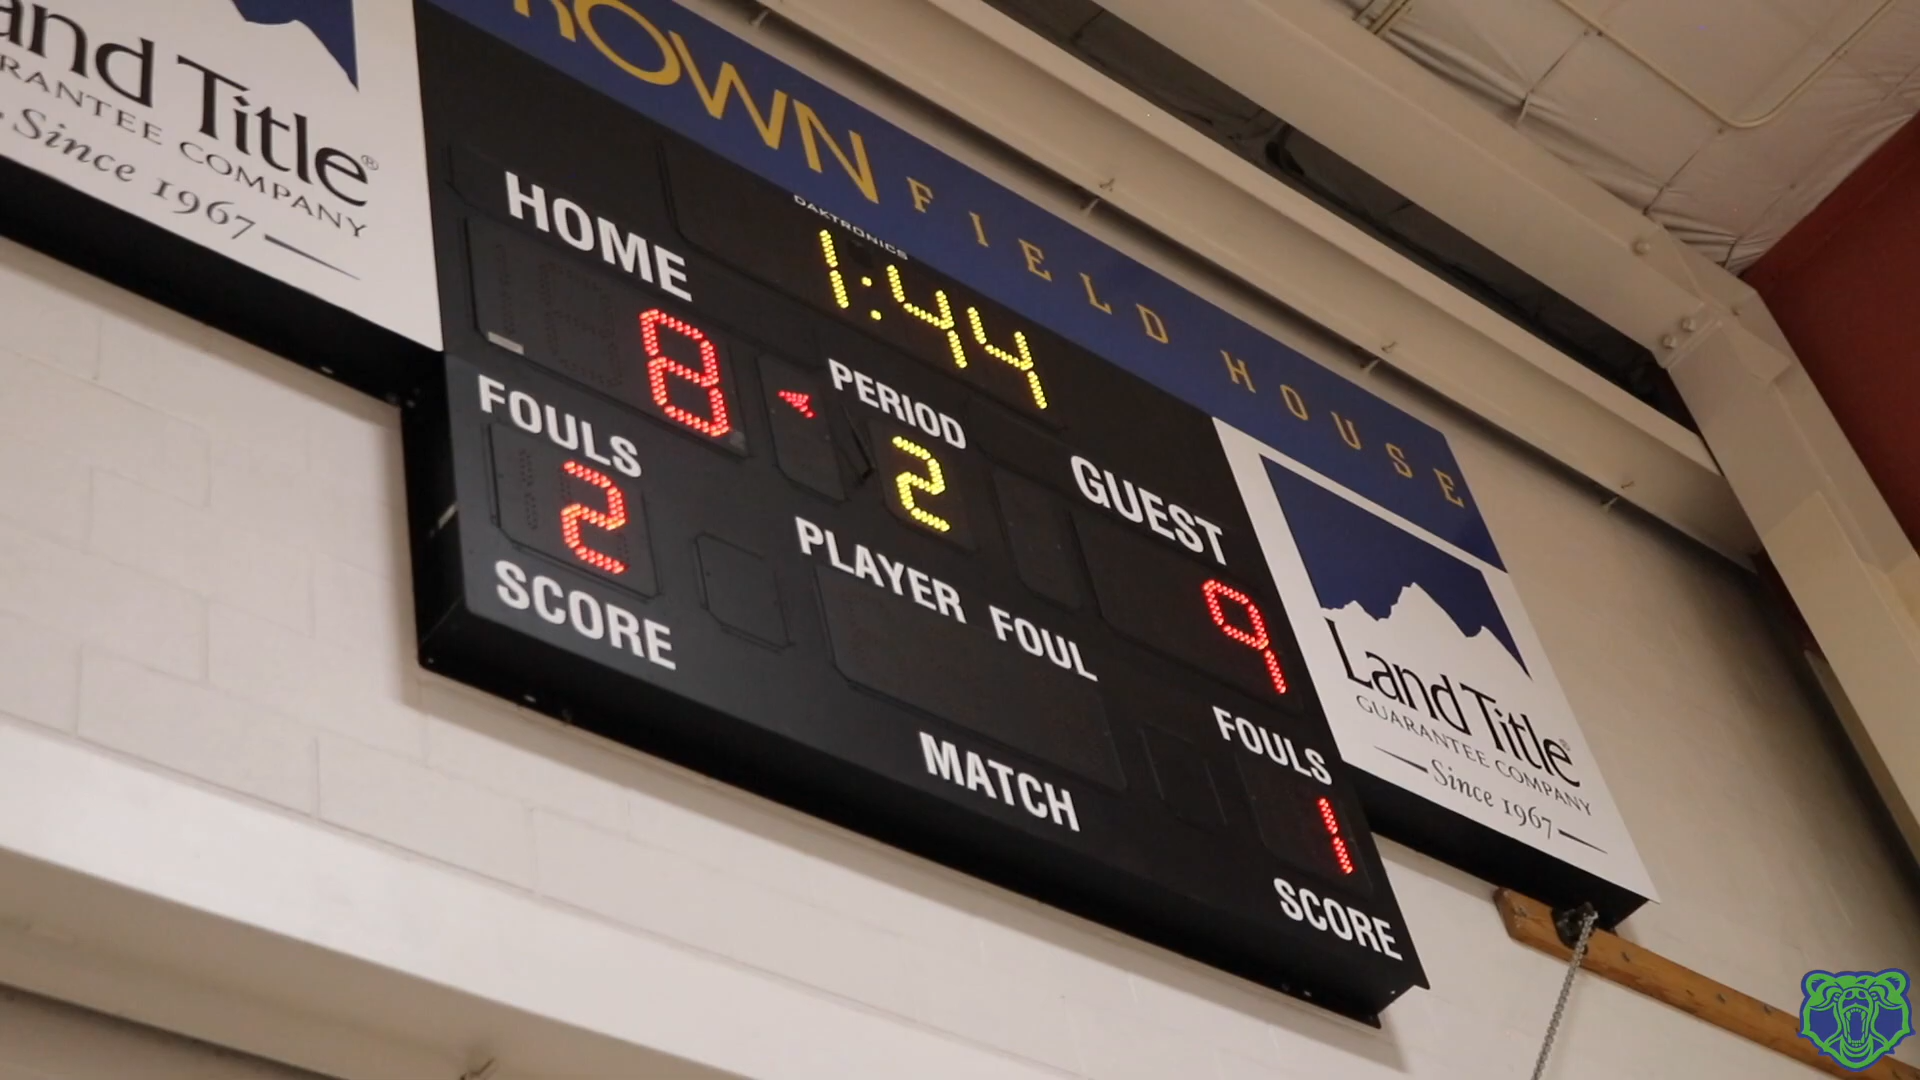 and Title®
RANTEE COMPANY
Since 1967
OWN FIELD HOUSE
DAKTRONICS
HOME
1:44
8
PERIOD
2
GUEST
9
FOULS
2
PLAYER FOUL
FOULS
1
SCORE
MATCH
SCORE
Land Title®
GUARANTEE COMPANY
Since 1967